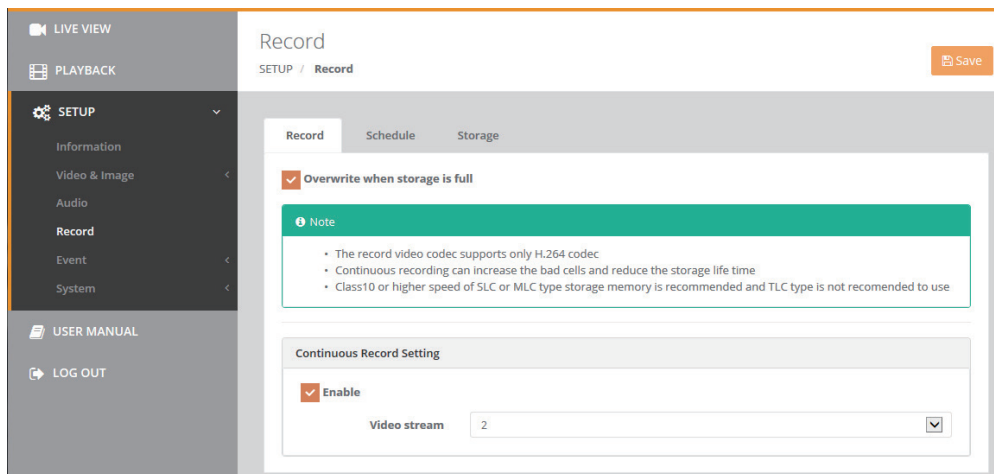 LIVE VIEW
PLAYBACK
SETUP
Information
Video & Image
Audio
Record
Event
System
USER MANUAL
LOG OUT
Record
SETUP / Record
Save
Record Schedule Storage
Overwrite when storage is full
Note
• The record video codec supports only H.264 codec
• Continuous recording can increase the bad cells and reduce the storage life time
• Class10 or higher speed of SLC or MLC type storage memory is recommended and TLC type is not recomended to use
Continuous Record Setting
Enable
Video stream 2